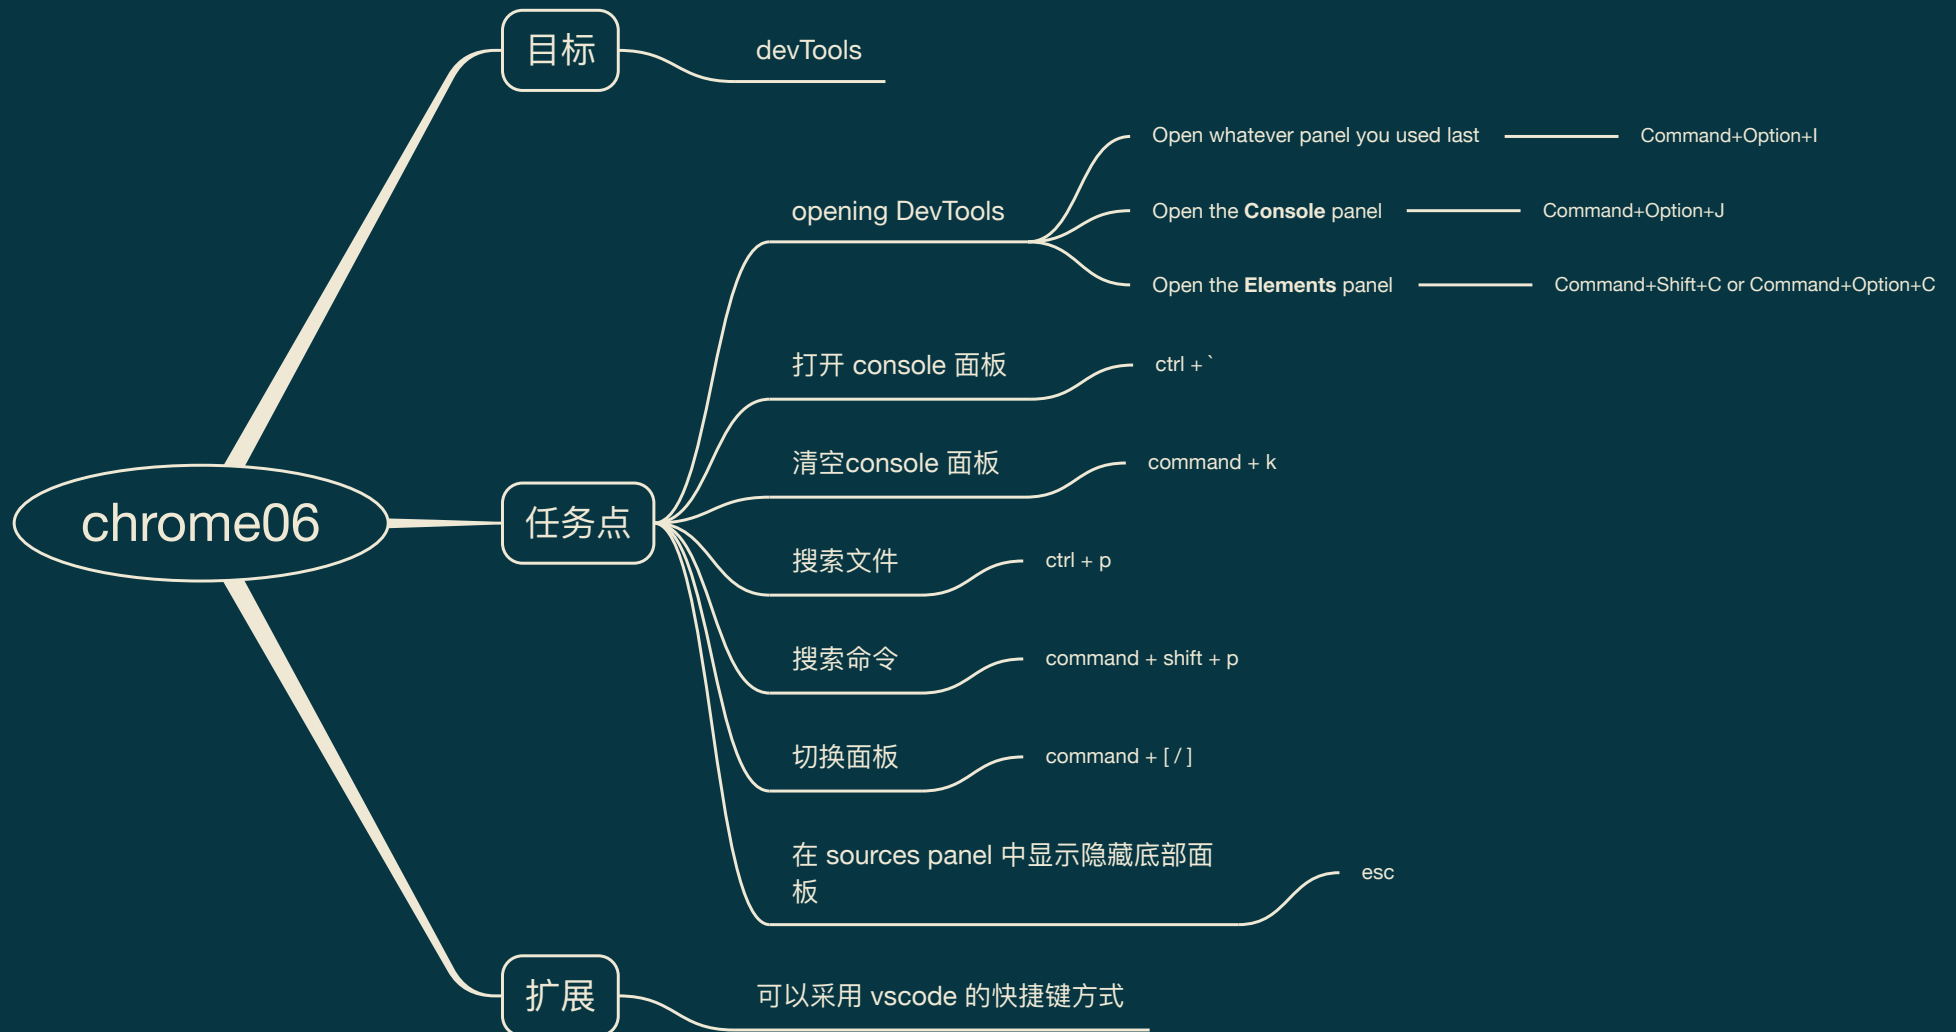 目标
devTools
Open whatever panel you used last
Command+Option+I
opening DevTools
Open the Console panel
Command+Option+J
Open the Elements panel
Command+Shift+C or Command+Option+C
打开 console 面板
ctrl + `
清空console 面板
command + k
chrome06
任务点
搜索文件
ctrl + p
搜索命令
command + shift + p
切换面板
command + [ / ]
在 sources panel 中显示隐藏底部面
板
esc
扩展
可以采用 vscode 的快捷键方式